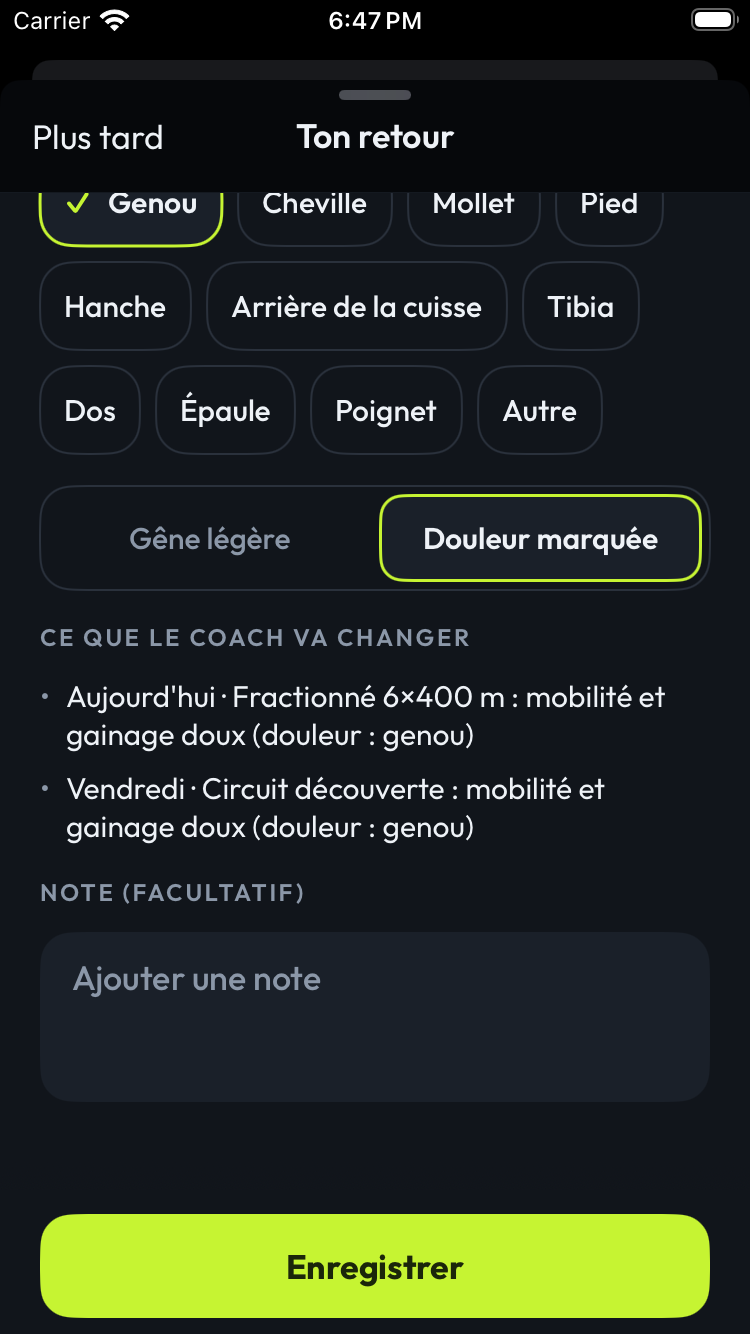 Carrier 6:47 PM
Plus tard Ton retour
Genou Cheville Mollet Pied
Hanche Arrière de la cuisse Tibia
Dos Épaule Poignet Autre
Gêne légère Douleur marquée
CE QUE LE COACH VA CHANGER
• Aujourd'hui · Fractionné 6×400 m : mobilité et
gainage doux (douleur : genou)
• Vendredi · Circuit découverte : mobilité et
gainage doux (douleur : genou)
NOTE (FACULTATIF)
Ajouter une note
Enregistrer